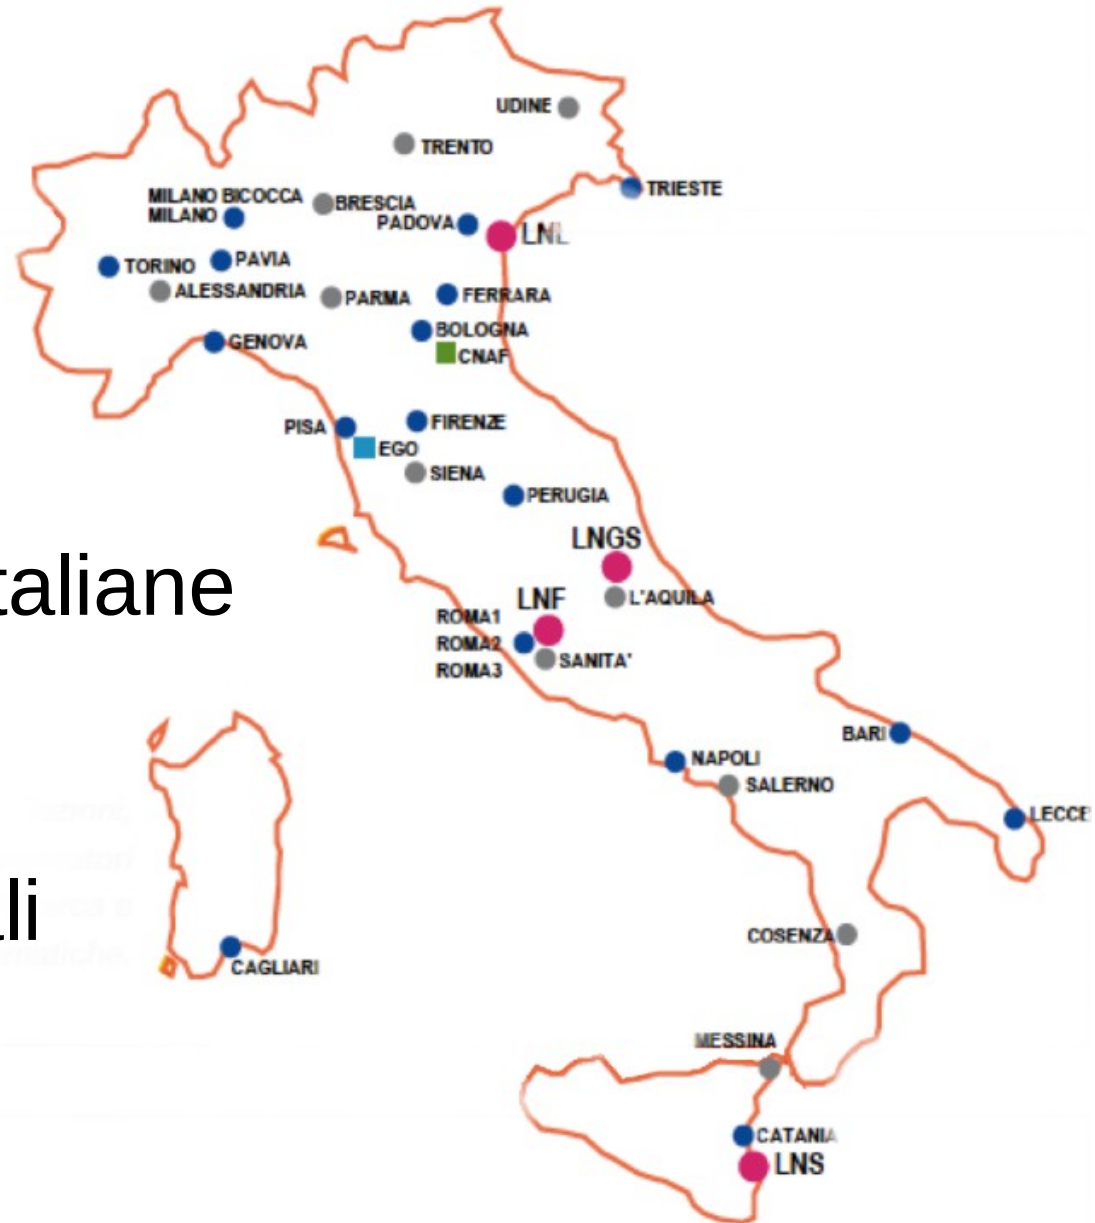 UDINE
TRENTO
TRIESTE
MILANO BICOCCA
BRESCIA
MILANO
PADOVA
LNL
TORINO
PAVIA
ALESSANDRIA
PARMA
FERRARA
BOLOGNA
GENOVA
CNAF
PISA
FIRENZE
EGO
SIENA
PERUGIA
LNGS
taliane
L'AQUILA
LNF
ROMA1
ROMA2
SANITA'
ROMA3
BARI
NAPOLI
SALERNO
LECCE
li
COSENZA
CAGLIARI
MESSINA
CATANIA
LNS